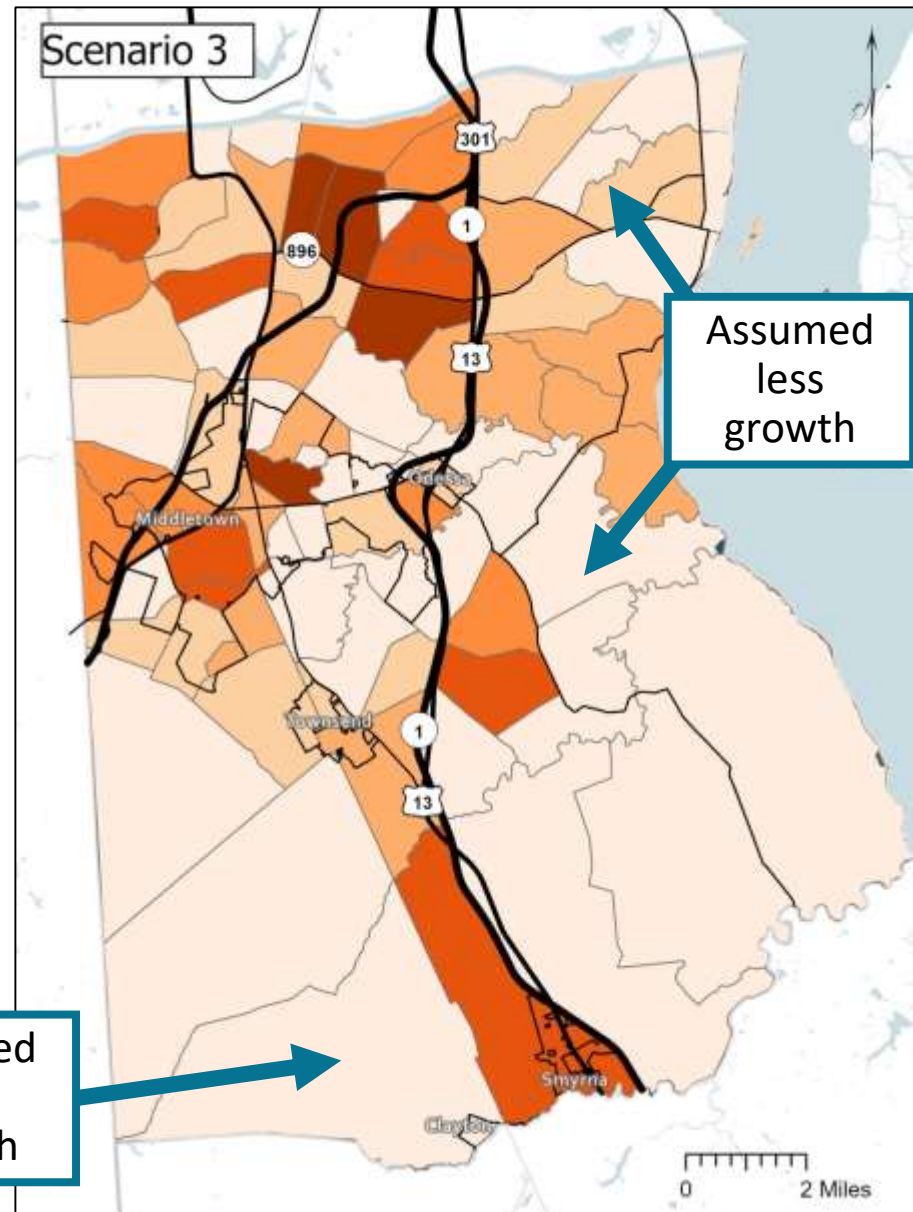 Scenario 3
301
1
896
13
Assumed
less
growth
Odessa
Middletown
Townsend
1
13
ed
h
Smyrna
Clayton
0 2 Miles